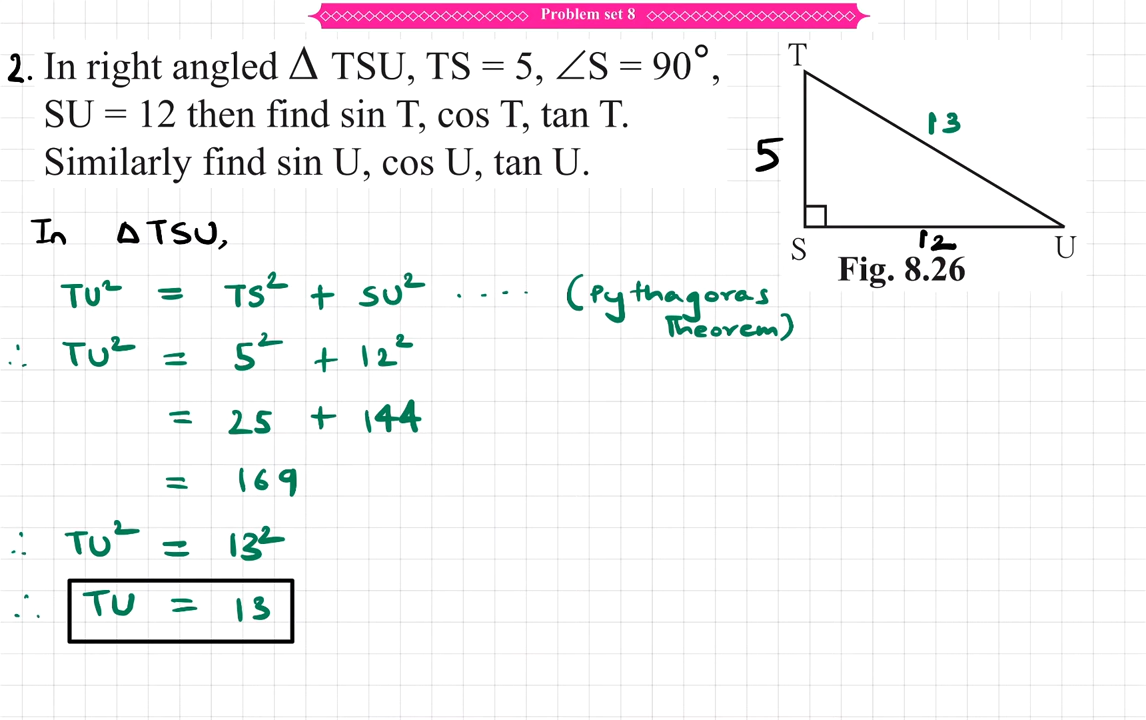 Problem set 8
2. In right angled Δ TSU, TS = 5, ∠S = 90°,
SU = 12 then find sin T, cos T, tan T.
Similarly find sin U, cos U, tan U.
T
13
5
S
12
U
Fig. 8.26
In Δ TSU,
TU² = TS² + SU² .... (Pythagoras
Theorem)
∴ TU² = 5² + 12²
= 25 + 144
= 169
∴ TU² = 13²
∴ TU = 13